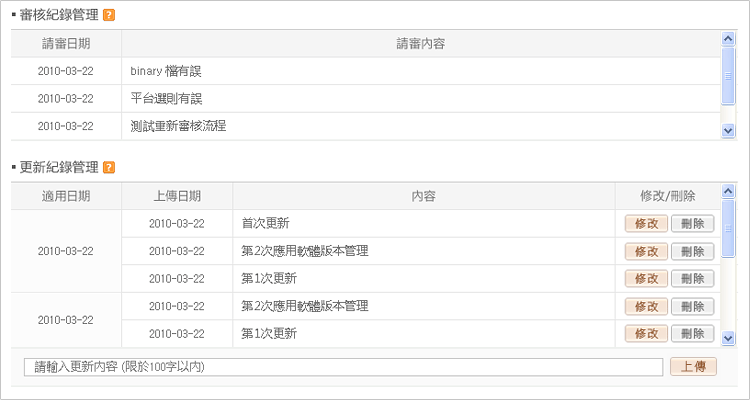 審核紀錄管理 ?
請審日期 請審內容
2010-03-22 binary 檔有誤
2010-03-22 平台選則有誤
2010-03-22 測試重新審核流程
更新紀錄管理 ?
適用日期 上傳日期 內容 修改/刪除
2010-03-22 首次更新 修改 刪除
2010-03-22 2010-03-22 第2次應用軟體版本管理 修改 刪除
2010-03-22 第1次更新 修改 刪除
2010-03-22 2010-03-22 第2次應用軟體版本管理 修改 刪除
2010-03-22 第1次更新 修改 刪除
請輸入更新內容 (限於100字以內) 上傳